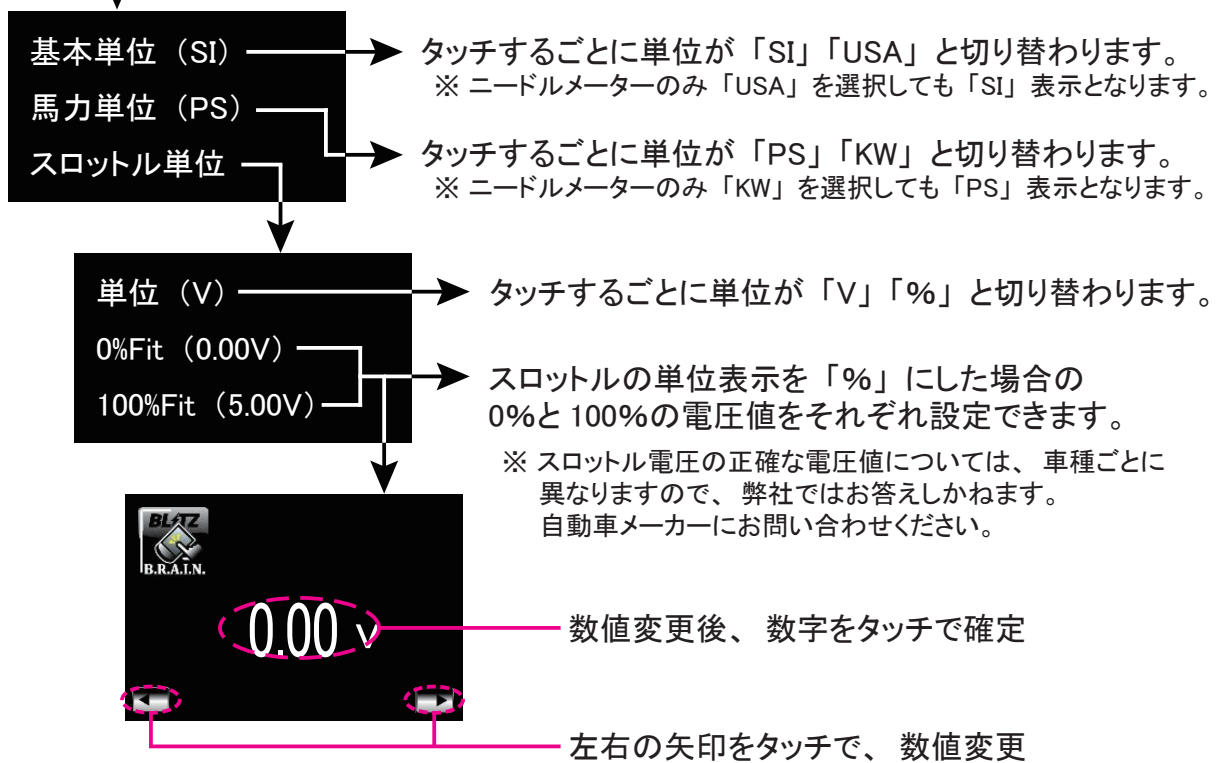 基本単位（SI）
タッチするごとに単位が「SI」「USA」と切り替わります。
※ ニードルメーターのみ「USA」を選択しても「SI」表示となります。
馬力単位（PS）
タッチするごとに単位が「PS」「KW」と切り替わります。
※ ニードルメーターのみ「KW」を選択しても「PS」表示となります。
スロットル単位
単位（V）
タッチするごとに単位が「V」「％」と切り替わります。
0%Fit（0.00V）
100%Fit（5.00V）
スロットルの単位表示を「％」にした場合の
0％と100％の電圧値をそれぞれ設定できます。
※ スロットル電圧の正確な電圧値については、車種ごとに
異なりますので、弊社ではお答えしかねます。
自動車メーカーにお問い合わせください。
BLITZ
B.R.A.I.N.
0.00 V
数値変更後、数字をタッチで確定
左右の矢印をタッチで、数値変更